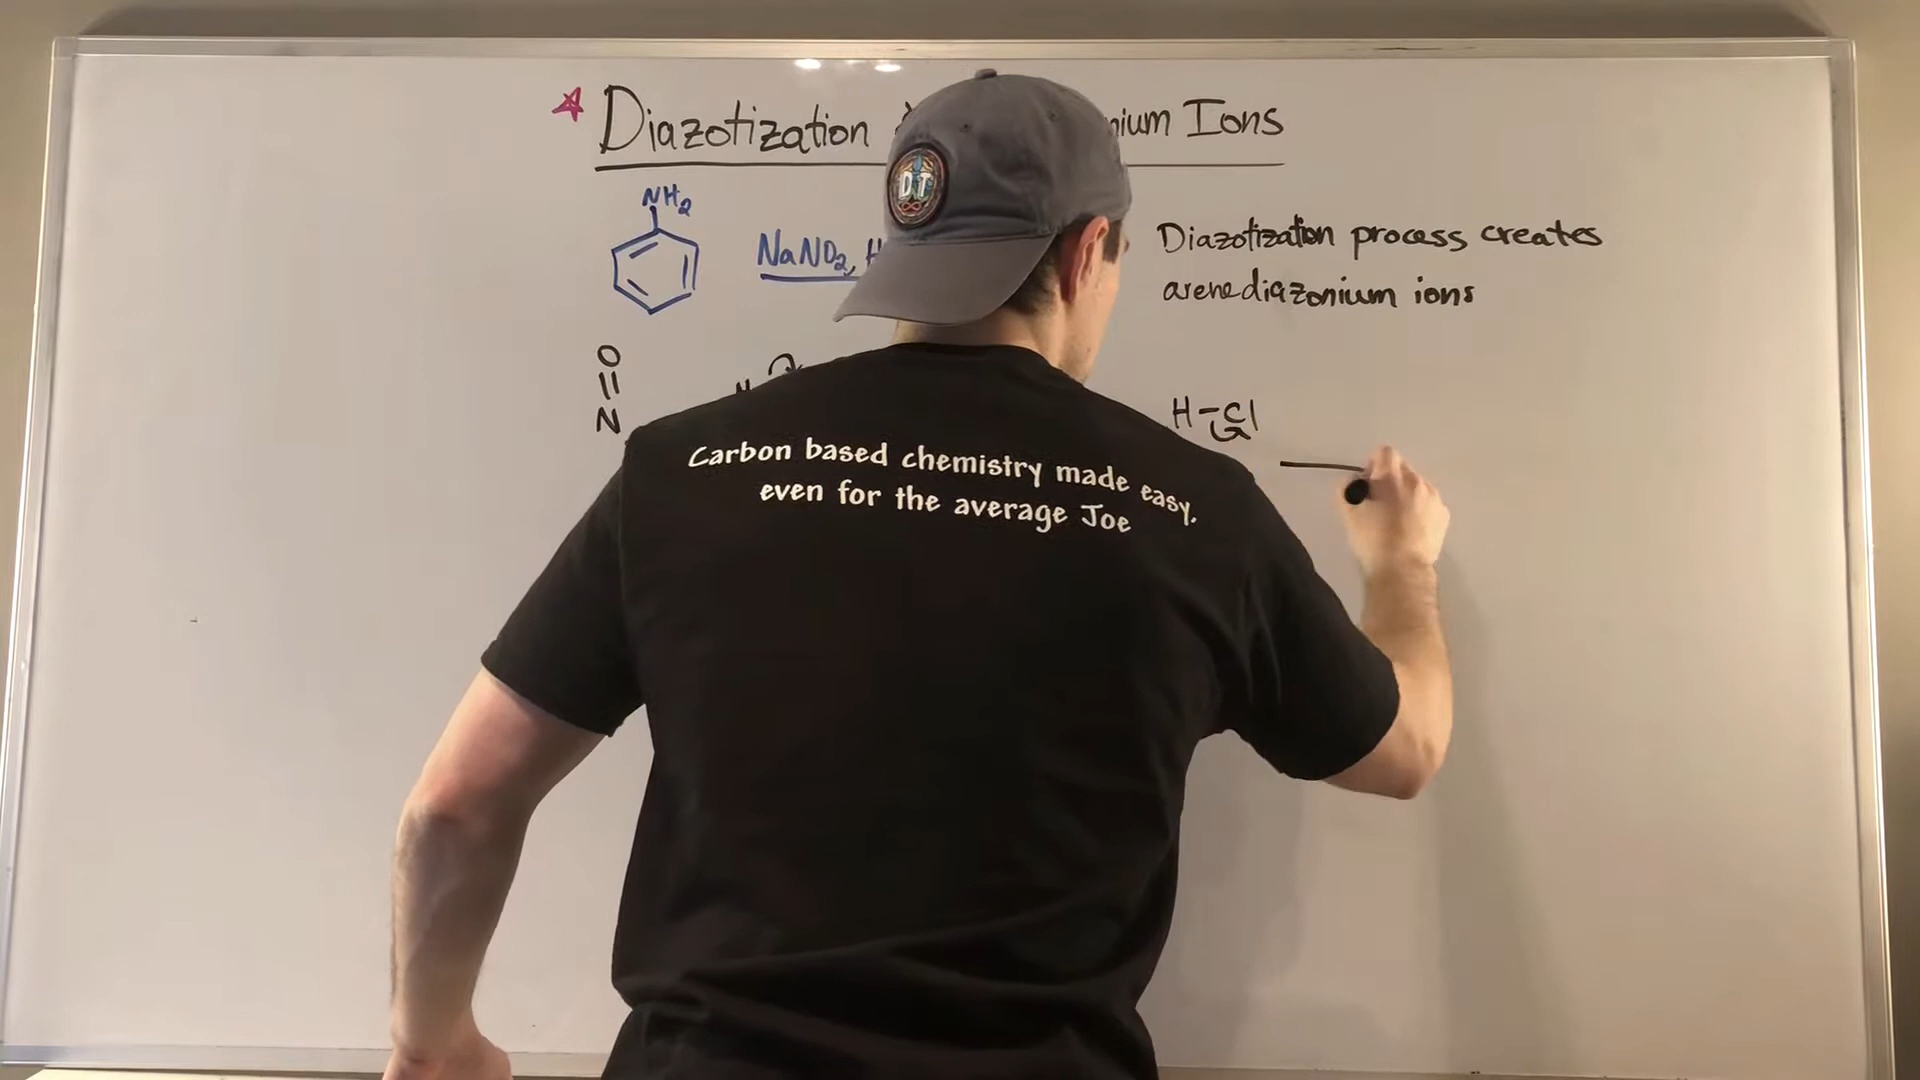 Diazotization
nium Ions
NH2
NaNO2, H
Diazotization process creates
arenediazonium ions
O
N
H-Cl
DT
Carbon based chemistry made easy,
even for the average Joe